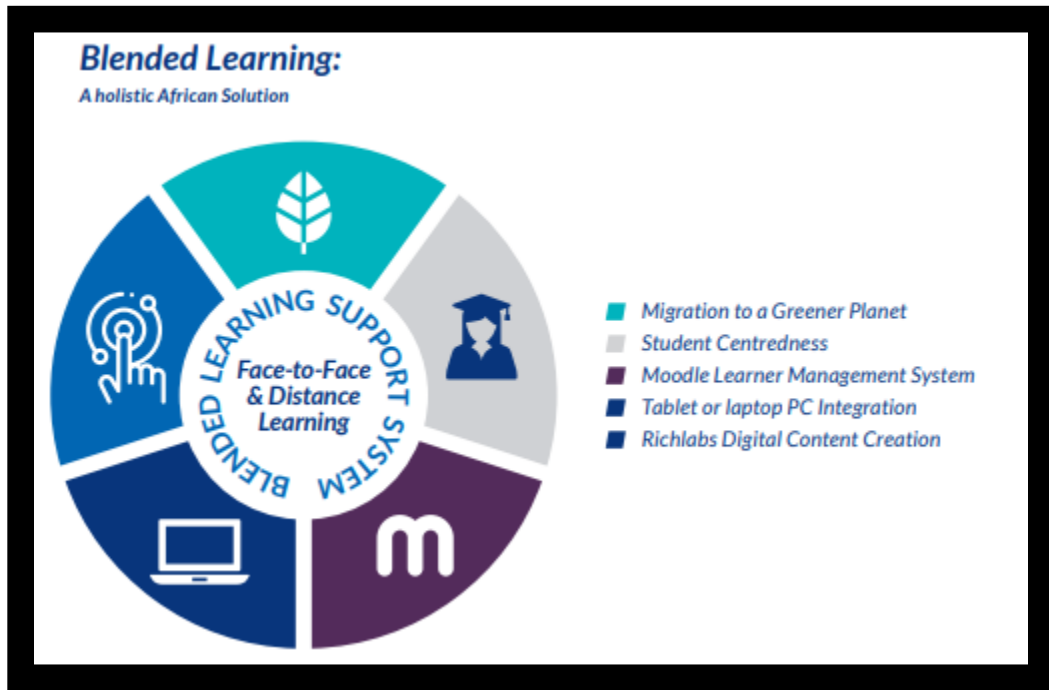 Blended Learning:
A holistic African Solution
BLENDED LEARNING SUPPORT SYSTEM
Face-to-Face
& Distance
Learning
m
Migration to a Greener Planet
Student Centredness
Moodle Learner Management System
Tablet or laptop PC Integration
Richlabs Digital Content Creation